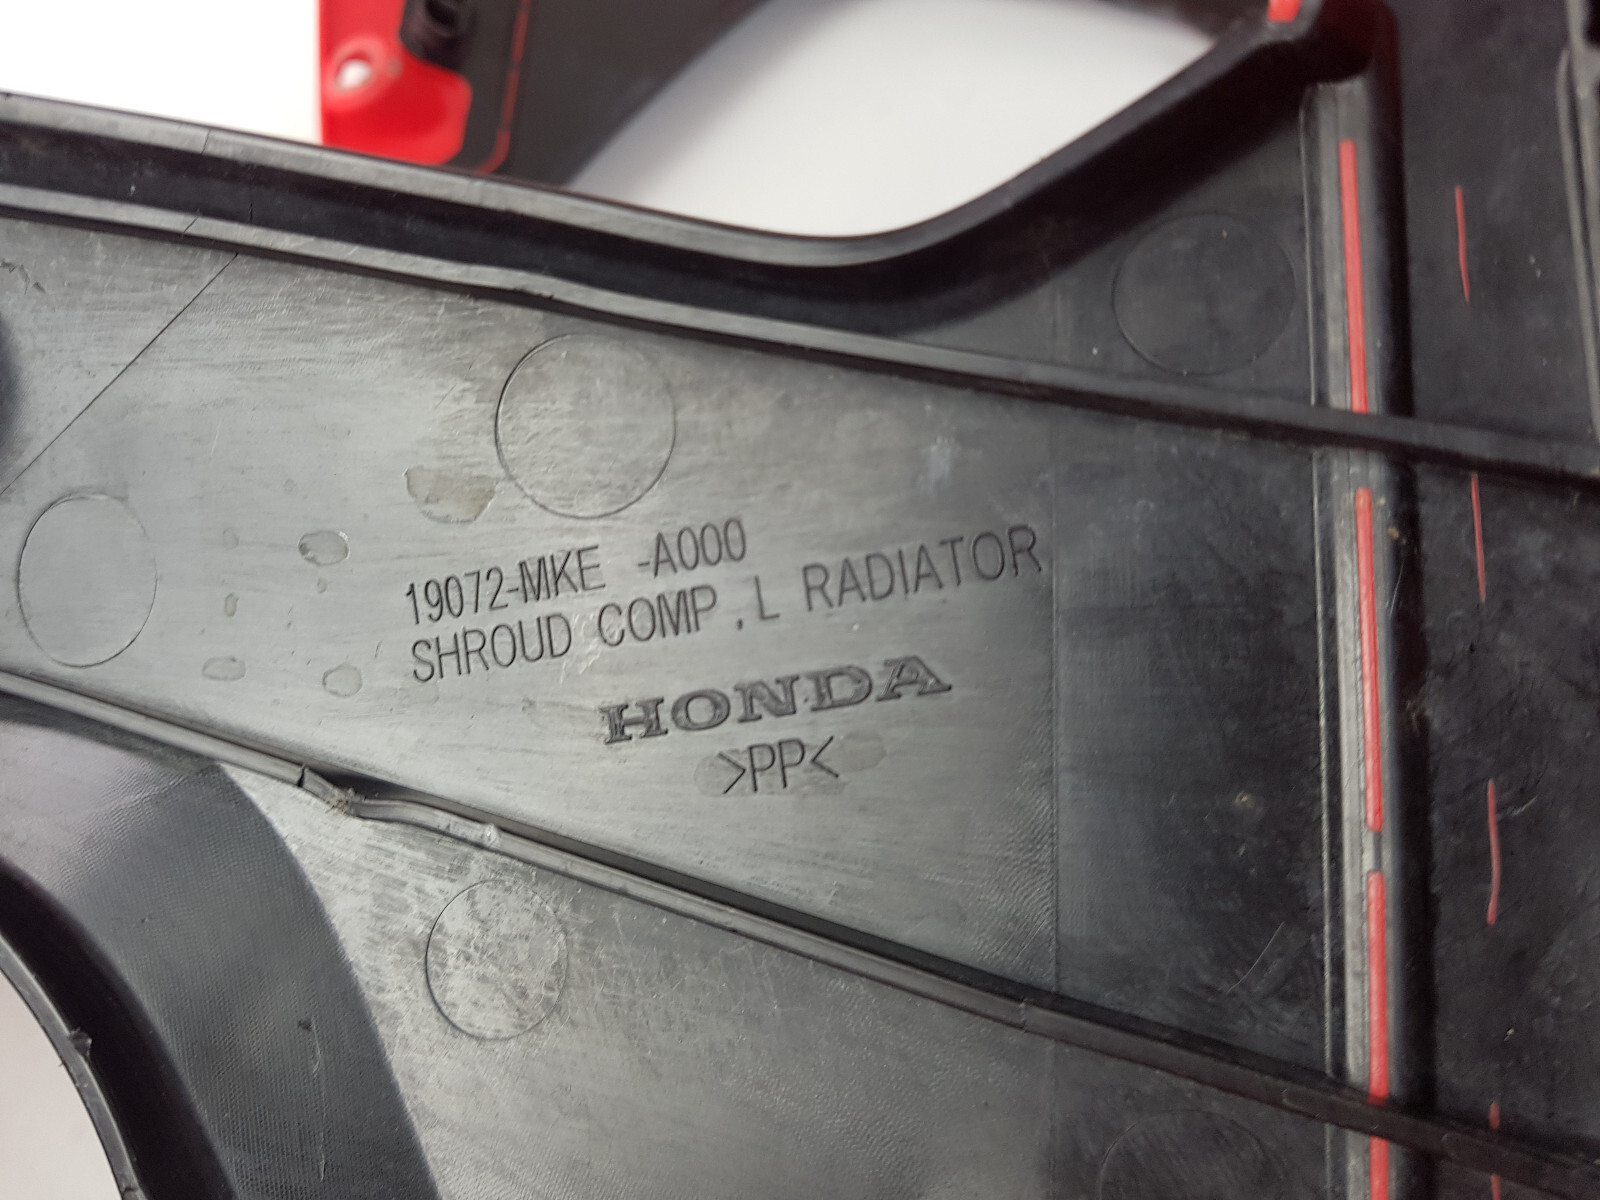 19072-MKE -A000
SHROUD COMP . L RADIATOR
HONDA
>PP<